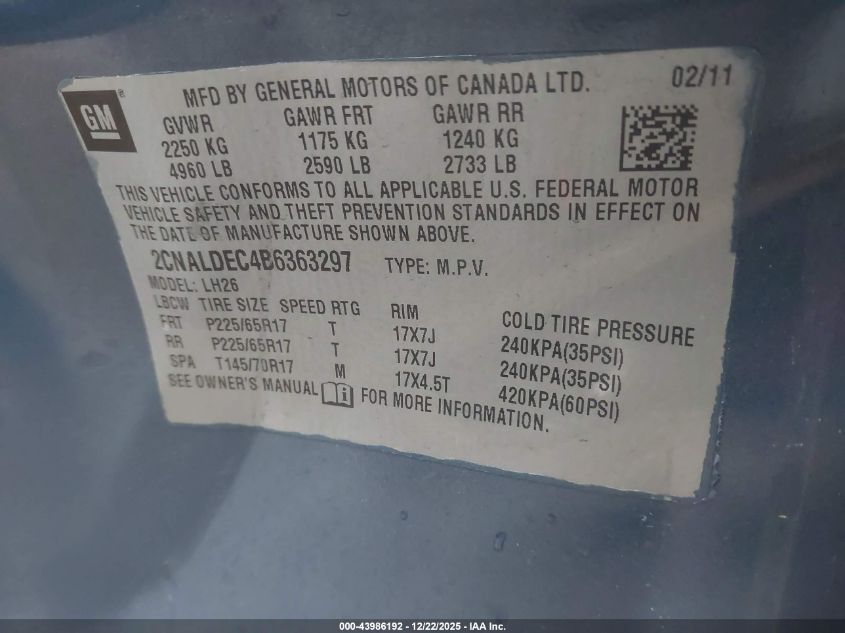 GM®
MFD BY GENERAL MOTORS OF CANADA LTD. 02/11
GVWR GAWR FRT GAWR RR
2250 KG 1175 KG 1240 KG
4960 LB 2590 LB 2733 LB
THIS VEHICLE CONFORMS TO ALL APPLICABLE U.S. FEDERAL MOTOR
VEHICLE SAFETY AND THEFT PREVENTION STANDARDS IN EFFECT ON
THE DATE OF MANUFACTURE SHOWN ABOVE.
2CNALDEC4B6363297 TYPE: M.P.V.
MODEL: LH26
LBCW TIRE SIZE SPEED RTG RIM COLD TIRE PRESSURE
FRT P225/65R17 T 17X7J 240KPA(35PSI)
RR P225/65R17 T 17X7J 240KPA(35PSI)
SPA T145/70R17 M 17X4.5T 420KPA(60PSI)
SEE OWNER'S MANUAL i FOR MORE INFORMATION.
000-43986192 - 12/22/2025 - IAA Inc.